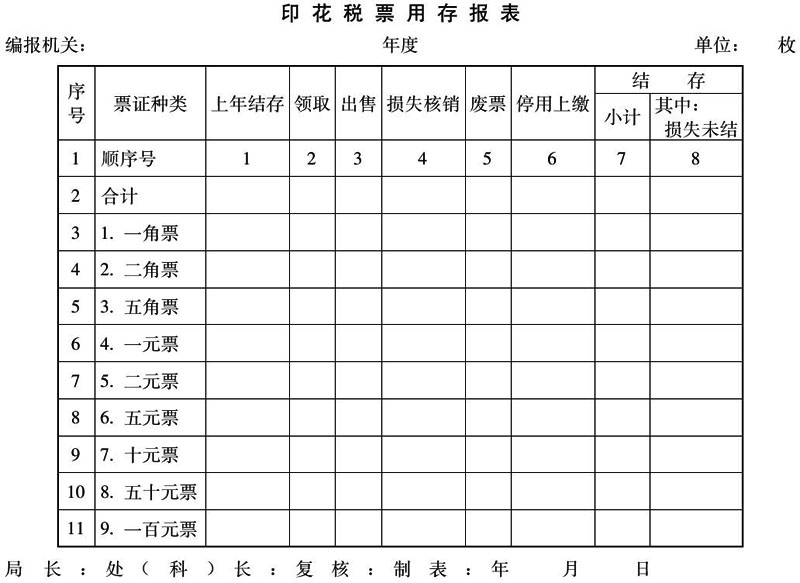 印花税票用存报表
编报机关： 年度 单位： 枚
序号 票证种类 上年结存 领取 出售 损失核销 废票 停用上缴 结存
小计 其中：损失未结
1 顺序号 1 2 3 4 5 6 7 8
2 合计
3 1. 一角票
4 2. 二角票
5 3. 五角票
6 4. 一元票
7 5. 二元票
8 6. 五元票
9 7. 十元票
10 8. 五十元票
11 9. 一百元票
局长：处（科）长：复核：制表：年 月 日